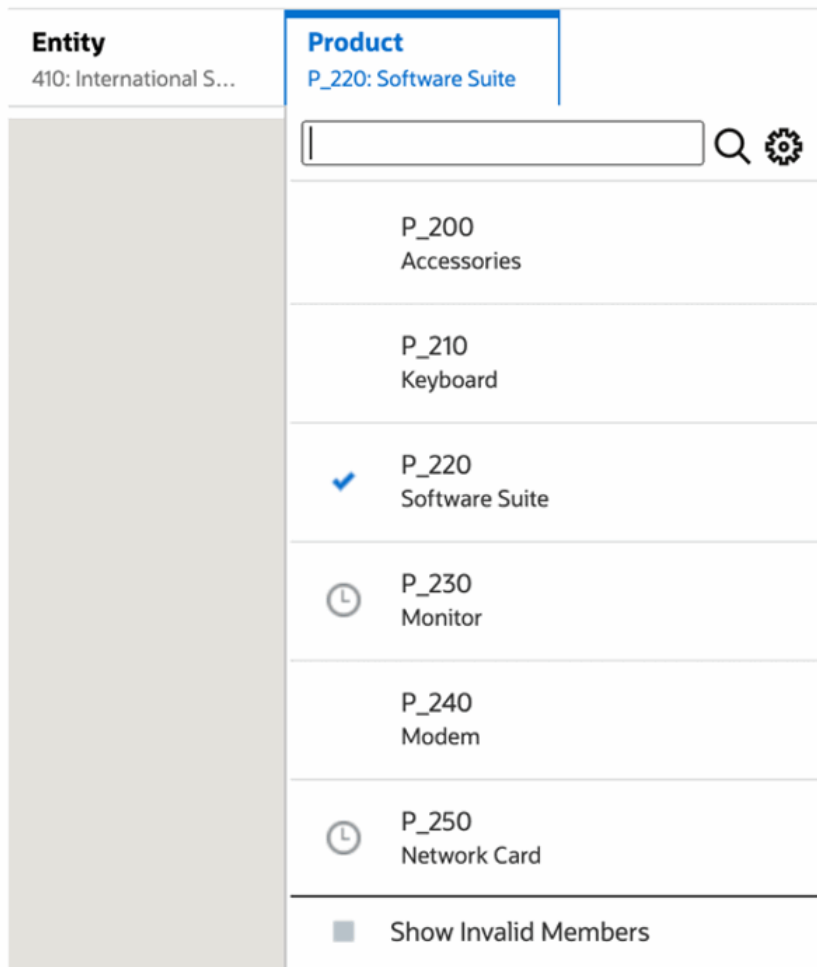 Entity
410: International S...
Product
P_220: Software Suite
P_200
Accessories
P_210
Keyboard
P_220
Software Suite
P_230
Monitor
P_240
Modem
P_250
Network Card
Show Invalid Members